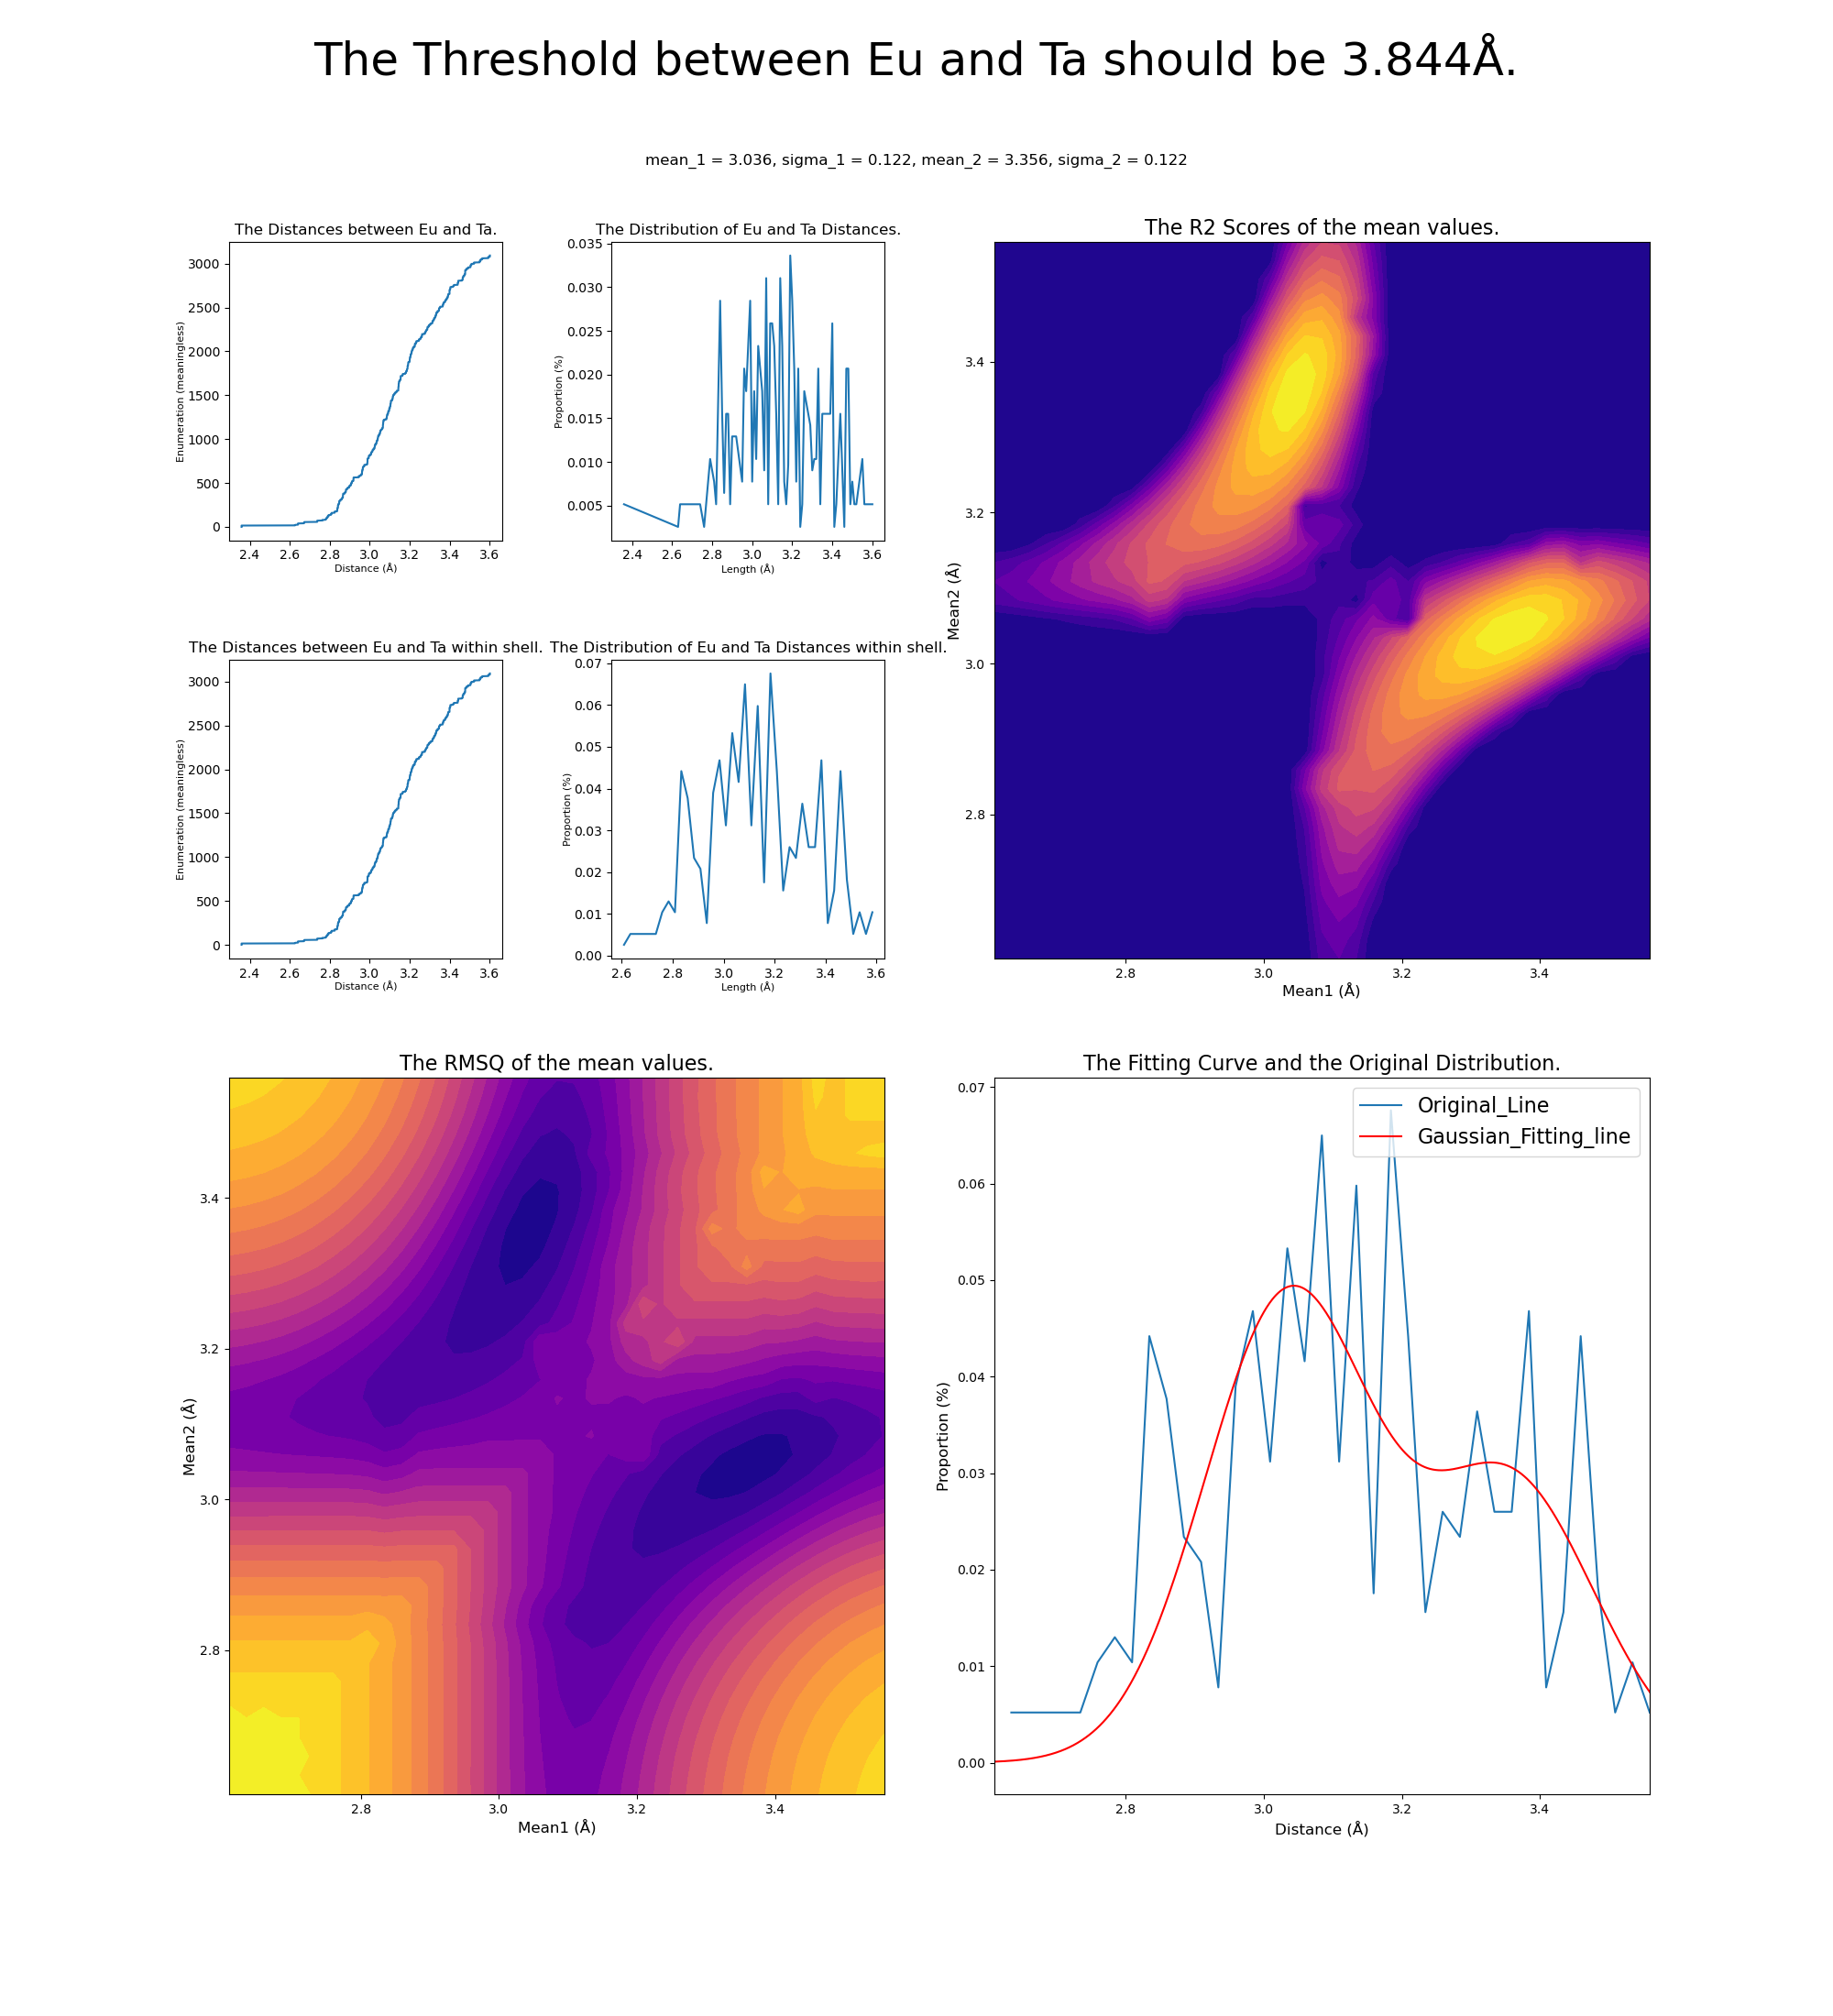 The Threshold between Eu and Ta should be 3.844Å.
mean_1 = 3.036, sigma_1 = 0.122, mean_2 = 3.356, sigma_2 = 0.122
The Distances between Eu and Ta.
Enumeration (meaningless)
3000
2500
2000
1500
1000
500
0
2.4 2.6 2.8 3.0 3.2 3.4 3.6
Distance (Å)
The Distribution of Eu and Ta Distances.
Proportion (%)
0.035
0.030
0.025
0.020
0.015
0.010
0.005
2.4 2.6 2.8 3.0 3.2 3.4 3.6
Length (Å)
The R2 Scores of the mean values.
Mean2 (Å)
3.4
3.2
3.0
2.8
2.8 3.0 3.2 3.4
Mean1 (Å)
The Distances between Eu and Ta within shell.
Enumeration (meaningless)
3000
2500
2000
1500
1000
500
0
2.4 2.6 2.8 3.0 3.2 3.4 3.6
Distance (Å)
The Distribution of Eu and Ta Distances within shell.
Proportion (%)
0.07
0.06
0.05
0.04
0.03
0.02
0.01
0.00
2.6 2.8 3.0 3.2 3.4 3.6
Length (Å)
The RMSQ of the mean values.
Mean2 (Å)
3.4
3.2
3.0
2.8
2.8 3.0 3.2 3.4
Mean1 (Å)
The Fitting Curve and the Original Distribution.
Original_Line
Gaussian_Fitting_line
Proportion (%)
0.07
0.06
0.05
0.04
0.03
0.02
0.01
0.00
2.8 3.0 3.2 3.4
Distance (Å)